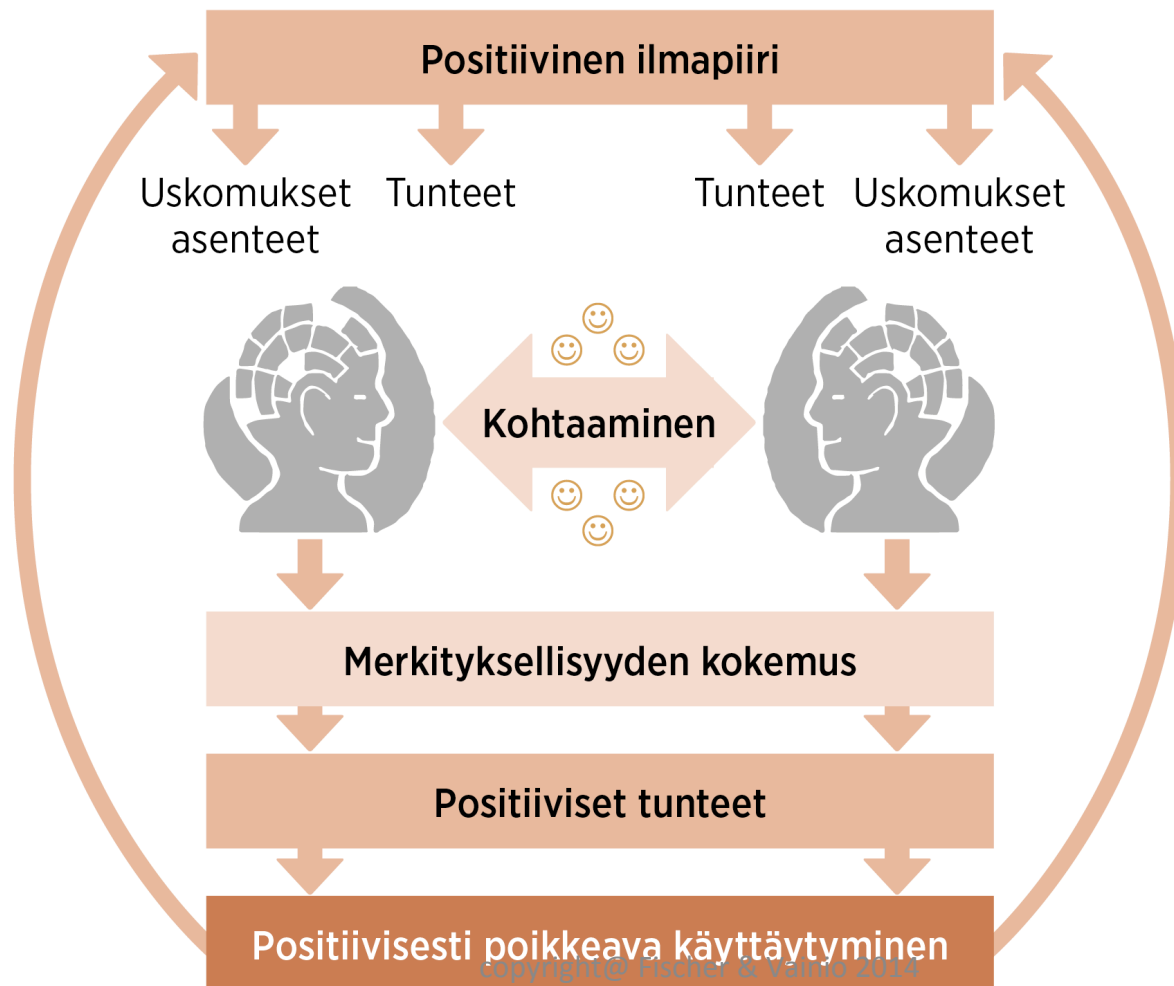 Positiivinen ilmapiiri
Uskomukset Tunteet Tunteet Uskomukset
asenteet asenteet
Kohtaaminen
Merkityksellisyyden kokemus
Positiiviset tunteet
Positiivisesti poikkeava käyttäytyminen
copyright@ Fischer & Vainio 2014